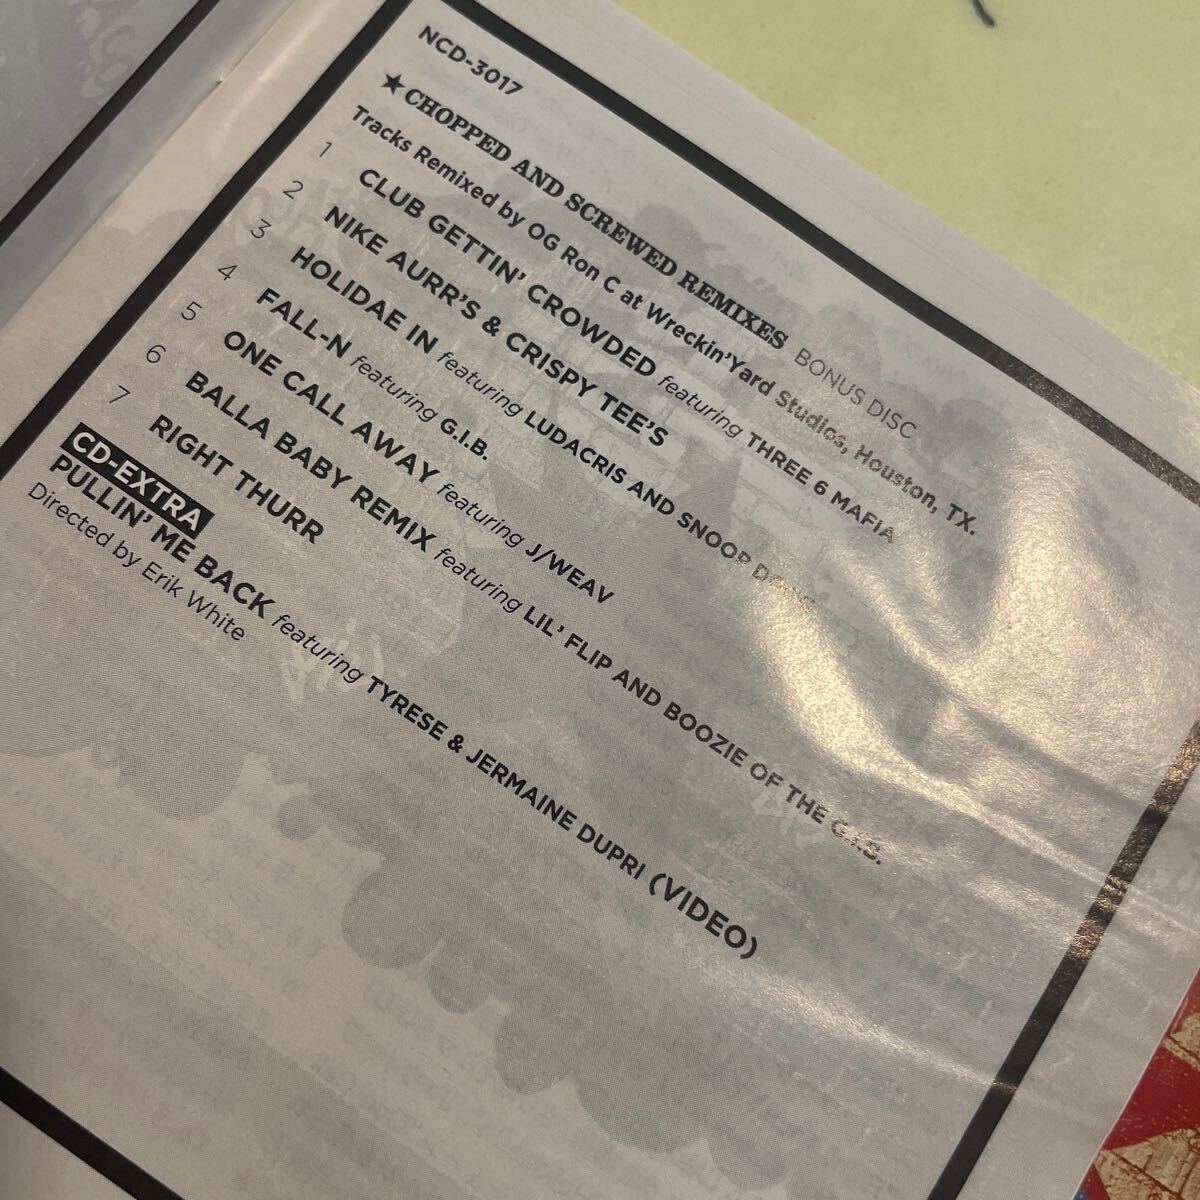 NCD-3017
★ CHOPPED AND SCREWED REMIXES BONUS DISC
Tracks Remixed by OG Ron C at Wreckin'Yard Studios, Houston, TX.
1 CLUB GETTIN' CROWDED featuring THREE 6 MAFIA
2 NIKE AURR'S & CRISPY TEE'S
3 HOLIDAE IN featuring LUDACRIS AND SNOOP DOGG
4 FALL-N featuring G.I.B.
5 ONE CALL AWAY featuring J/WEAV
6 BALLA BABY REMIX featuring LIL' FLIP AND BOOZIE OF THE G.I.B.
7 RIGHT THURR
CD-EXTRA
PULLIN' ME BACK featuring TYRESE & JERMAINE DUPRI (VIDEO)
Directed by Erik White